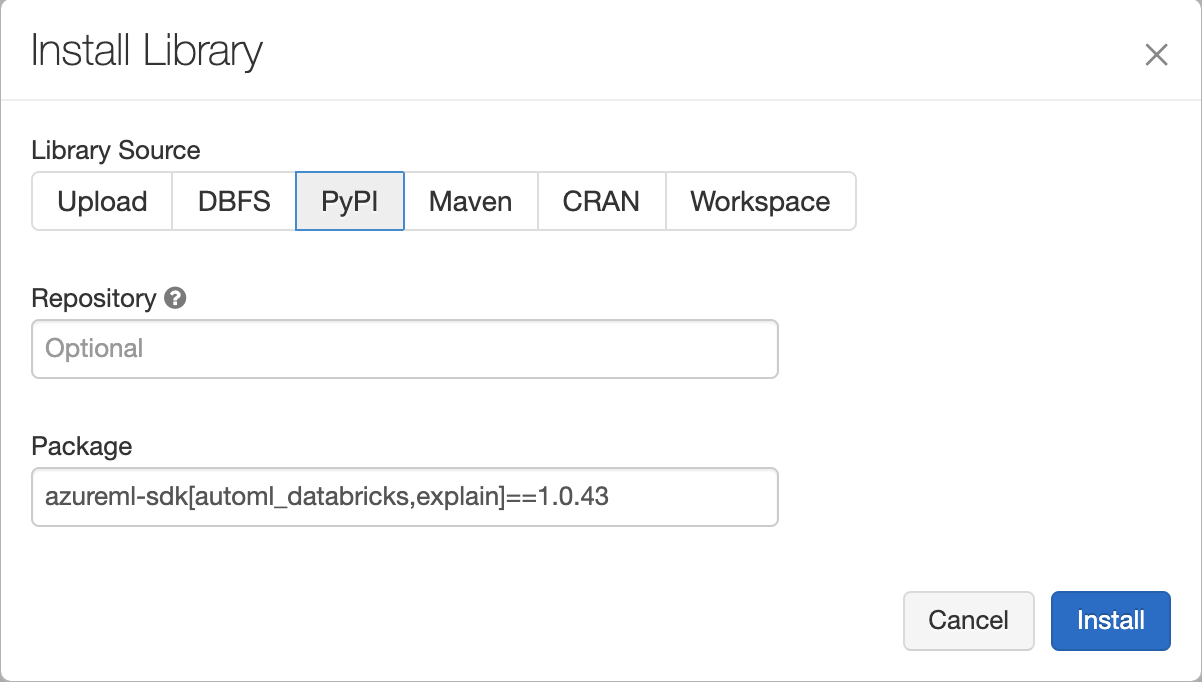 Install Library
Library Source
Upload DBFS PyPI Maven CRAN Workspace
Repository ?
Optional
Package
azureml-sdk[automl_databricks,explain]==1.0.43
Cancel Install